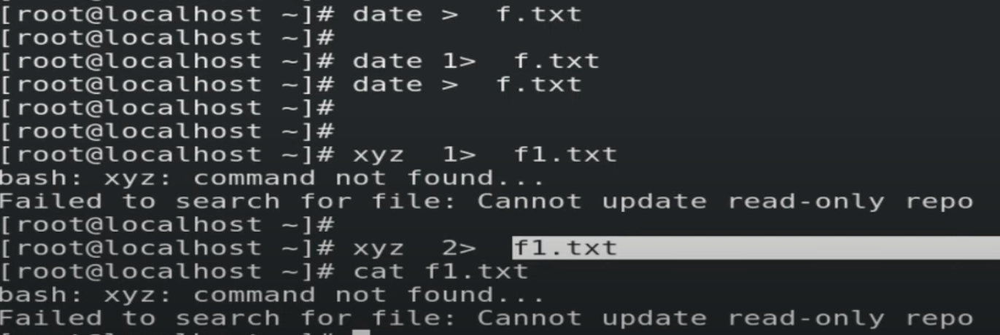 [root@localhost ~]# date >  f.txt
[root@localhost ~]#
[root@localhost ~]# date 1>  f.txt
[root@localhost ~]# date >  f.txt
[root@localhost ~]#
[root@localhost ~]#
[root@localhost ~]# xyz  1>  f1.txt
bash: xyz: command not found...
Failed to search for file: Cannot update read-only repo
[root@localhost ~]#
[root@localhost ~]# xyz  2>  f1.txt
[root@localhost ~]# cat f1.txt
bash: xyz: command not found...
Failed to search for file: Cannot update read-only repo